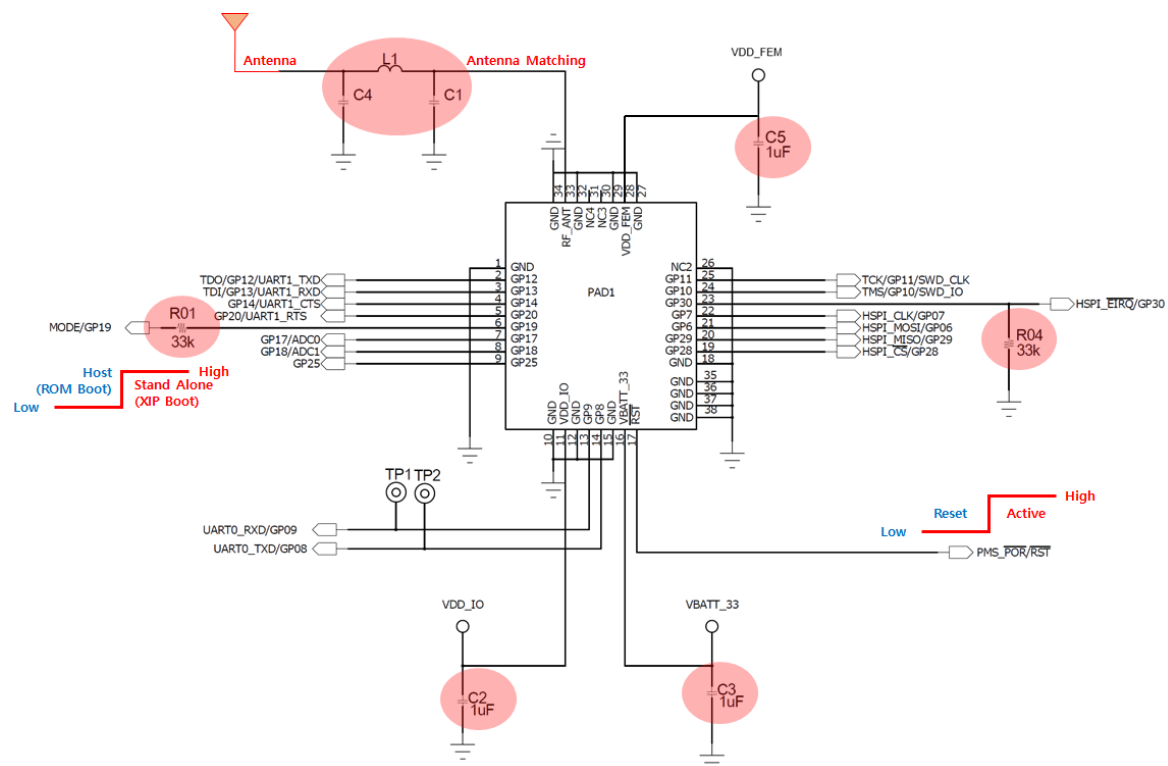 L1
Antenna
Antenna Matching
C4
C1
VDD_FEM
C5
1uF
34
33
32
31
30
29
28
27
GND
RF_ANT
GND
NC4
NC3
GND
VDD_FEM
GND
PAD1
TDO/GP12/UART1_TXD
TDI/GP13/UART1_RXD
GP14/UART1_CTS
GP20/UART1_RTS
MODE/GP19
R01
33k
GP17/ADC0
GP18/ADC1
GP25
1 GND
2 GP12
3 GP13
4 GP14
5 GP20
6 GP19
7 GP17
8 GP18
9 GP25
NC2 26
GP11 25
GP10 24
GP30 23
GP7 22
GP6 21
GP29 20
GP28 19
GND 18
GND 35
GND 36
GND 37
GND 38
TCK/GP11/SWD_CLK
TMS/GP10/SWD_IO
HSPI_EIRQ/GP30
HSPI_CLK/GP07
HSPI_MOSI/GP06
HSPI_MISO/GP29
HSPI_CS/GP28
R04
33k
Host
(ROM Boot)
Low
High
Stand Alone
(XIP Boot)
GND
VDD_IO
GND
GP9
GP8
GND
VBATT_33
RST
10
11
12
13
14
15
16
17
TP1
TP2
UART0_RXD/GP09
UART0_TXD/GP08
High
Reset
Active
Low
PMS_POR/RST
VDD_IO
C2
1uF
VBATT_33
C3
1uF